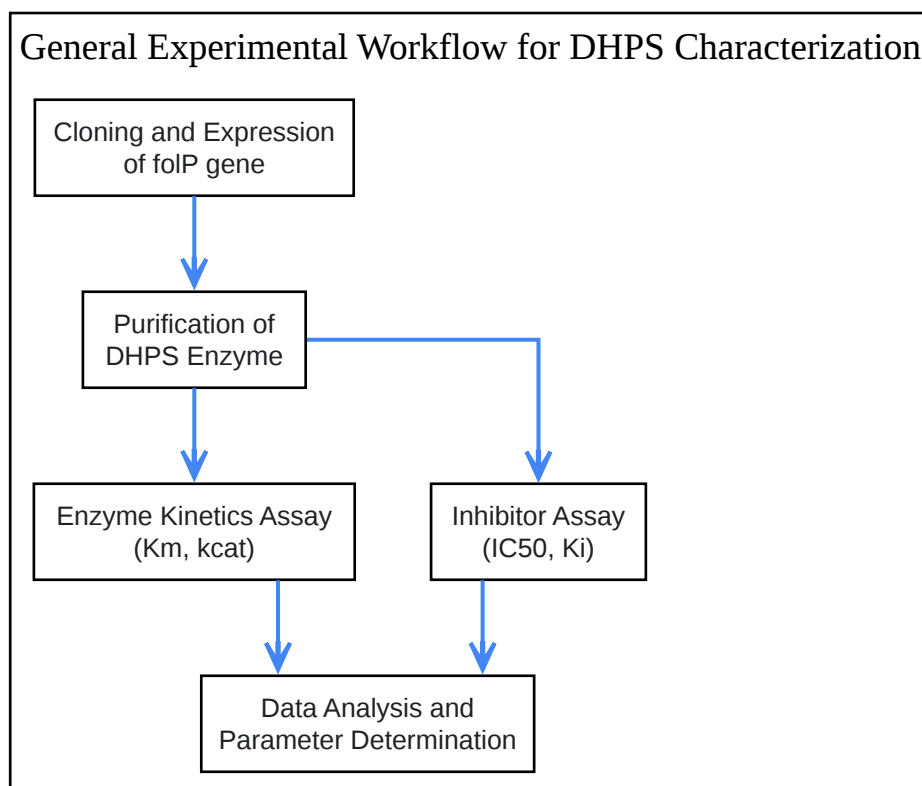 General Experimental Workflow for DHPS Characterization
Cloning and Expression
of folP gene
Purification of
DHPS Enzyme
Enzyme Kinetics Assay
(Km, kcat)
Inhibitor Assay
(IC50, Ki)
Data Analysis and
Parameter Determination